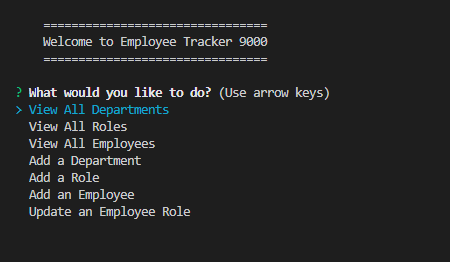 ================================
Welcome to Employee Tracker 9000
================================
? What would you like to do? (Use arrow keys)
> View All Departments
View All Roles
View All Employees
Add a Department
Add a Role
Add an Employee
Update an Employee Role